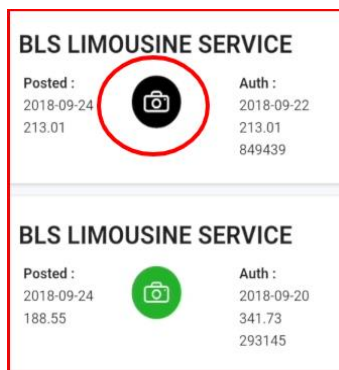 BLS LIMOUSINE SERVICE
Posted : Auth :
2018-09-24 2018-09-22
213.01 213.01
849439
BLS LIMOUSINE SERVICE
Posted : Auth :
2018-09-24 2018-09-20
188.55 341.73
293145